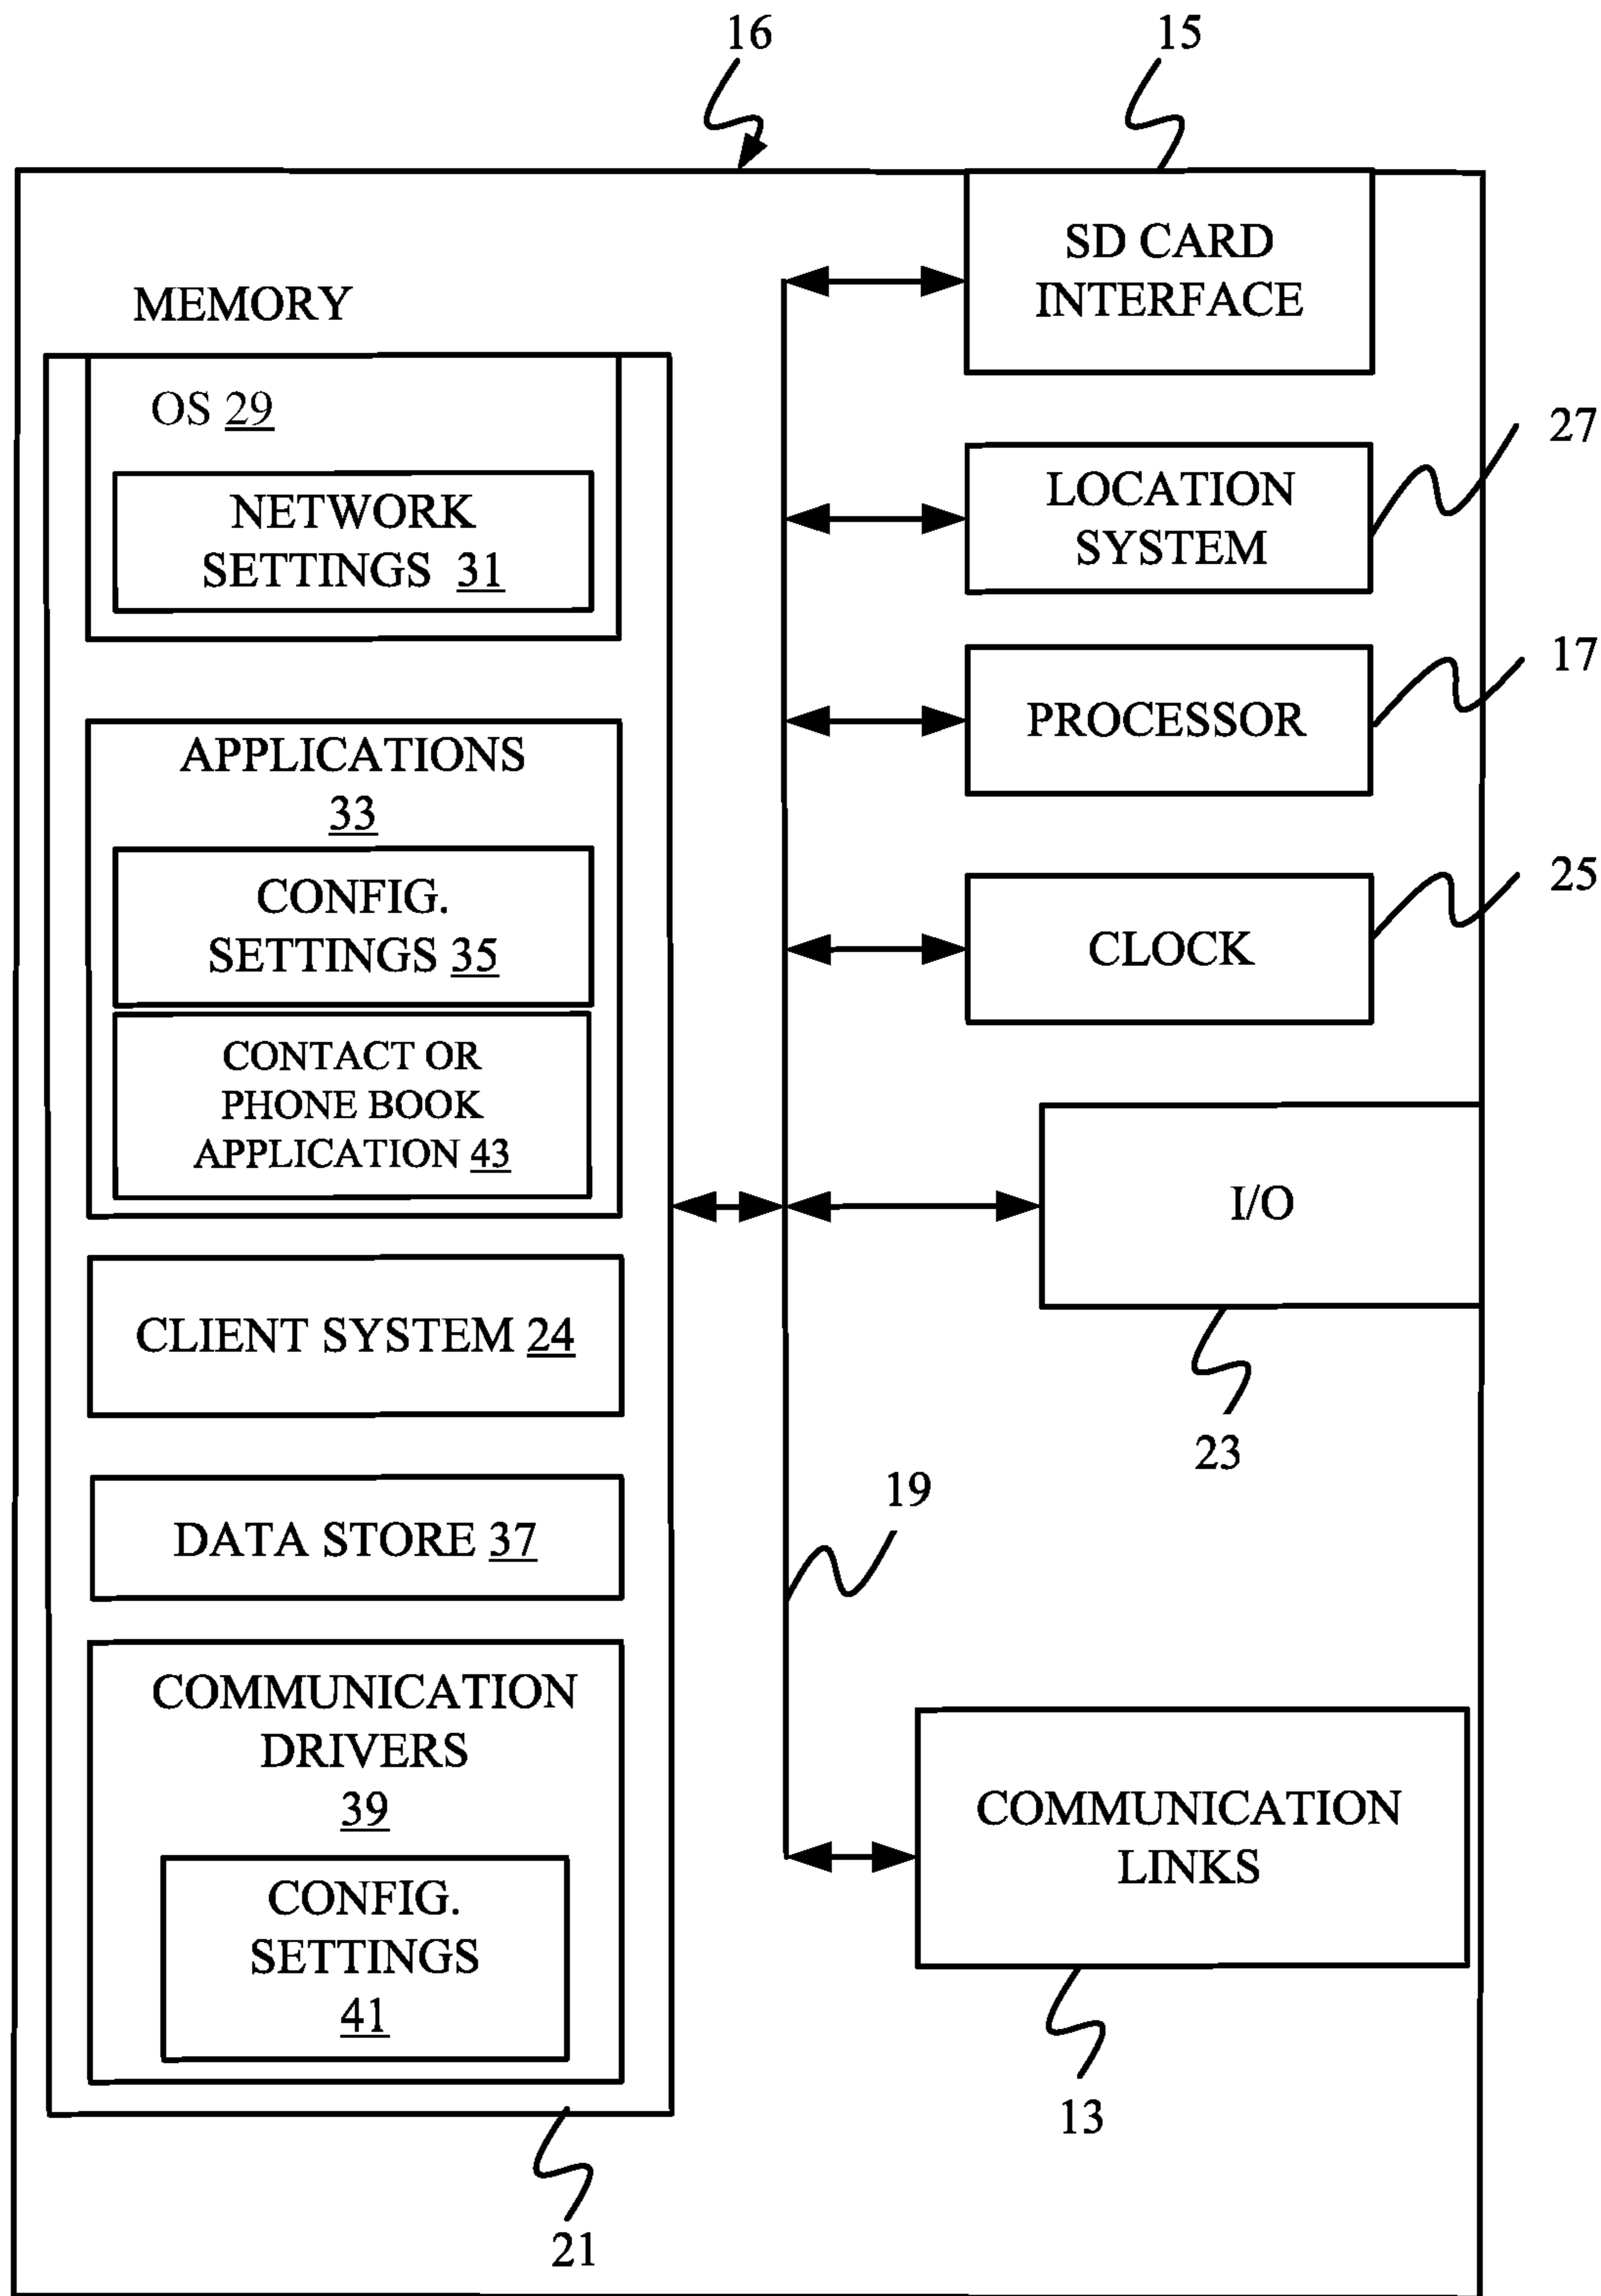 16
15
SD CARD
INTERFACE
MEMORY
OS 29
NETWORK
SETTINGS 31
27
LOCATION
SYSTEM
17
PROCESSOR
APPLICATIONS
33
CONFIG.
SETTINGS 35
25
CLOCK
CONTACT OR
PHONE BOOK
APPLICATION 43
I/O
23
CLIENT SYSTEM 24
19
DATA STORE 37
COMMUNICATION
DRIVERS
39
CONFIG.
SETTINGS
41
COMMUNICATION
LINKS
13
21